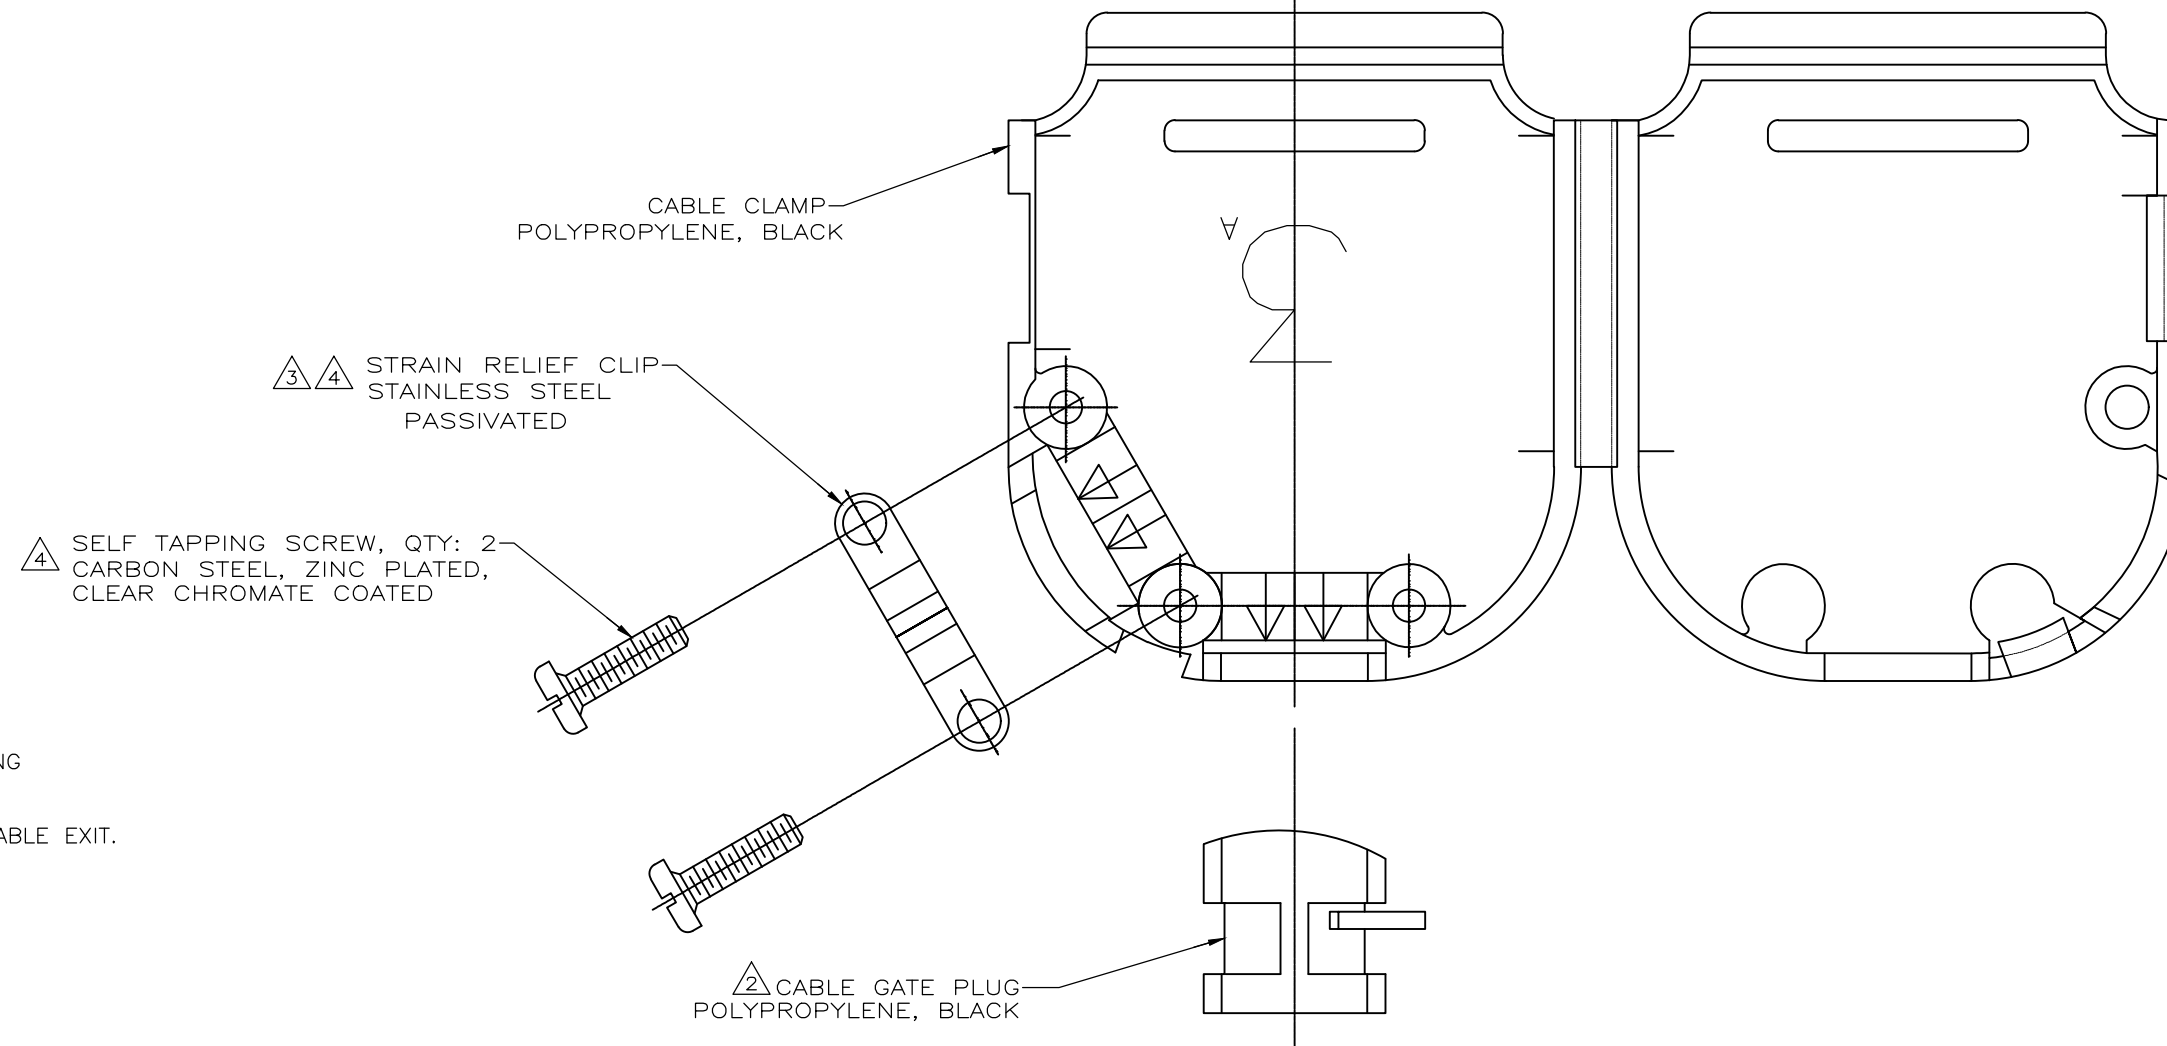 CABLE CLAMP
POLYPROPYLENE, BLACK
A
3 4 STRAIN RELIEF CLIP
STAINLESS STEEL
PASSIVATED
4 SELF TAPPING SCREW, QTY: 2
CARBON STEEL, ZINC PLATED,
CLEAR CHROMATE COATED
NG
ABLE EXIT.
2 CABLE GATE PLUG
POLYPROPYLENE, BLACK